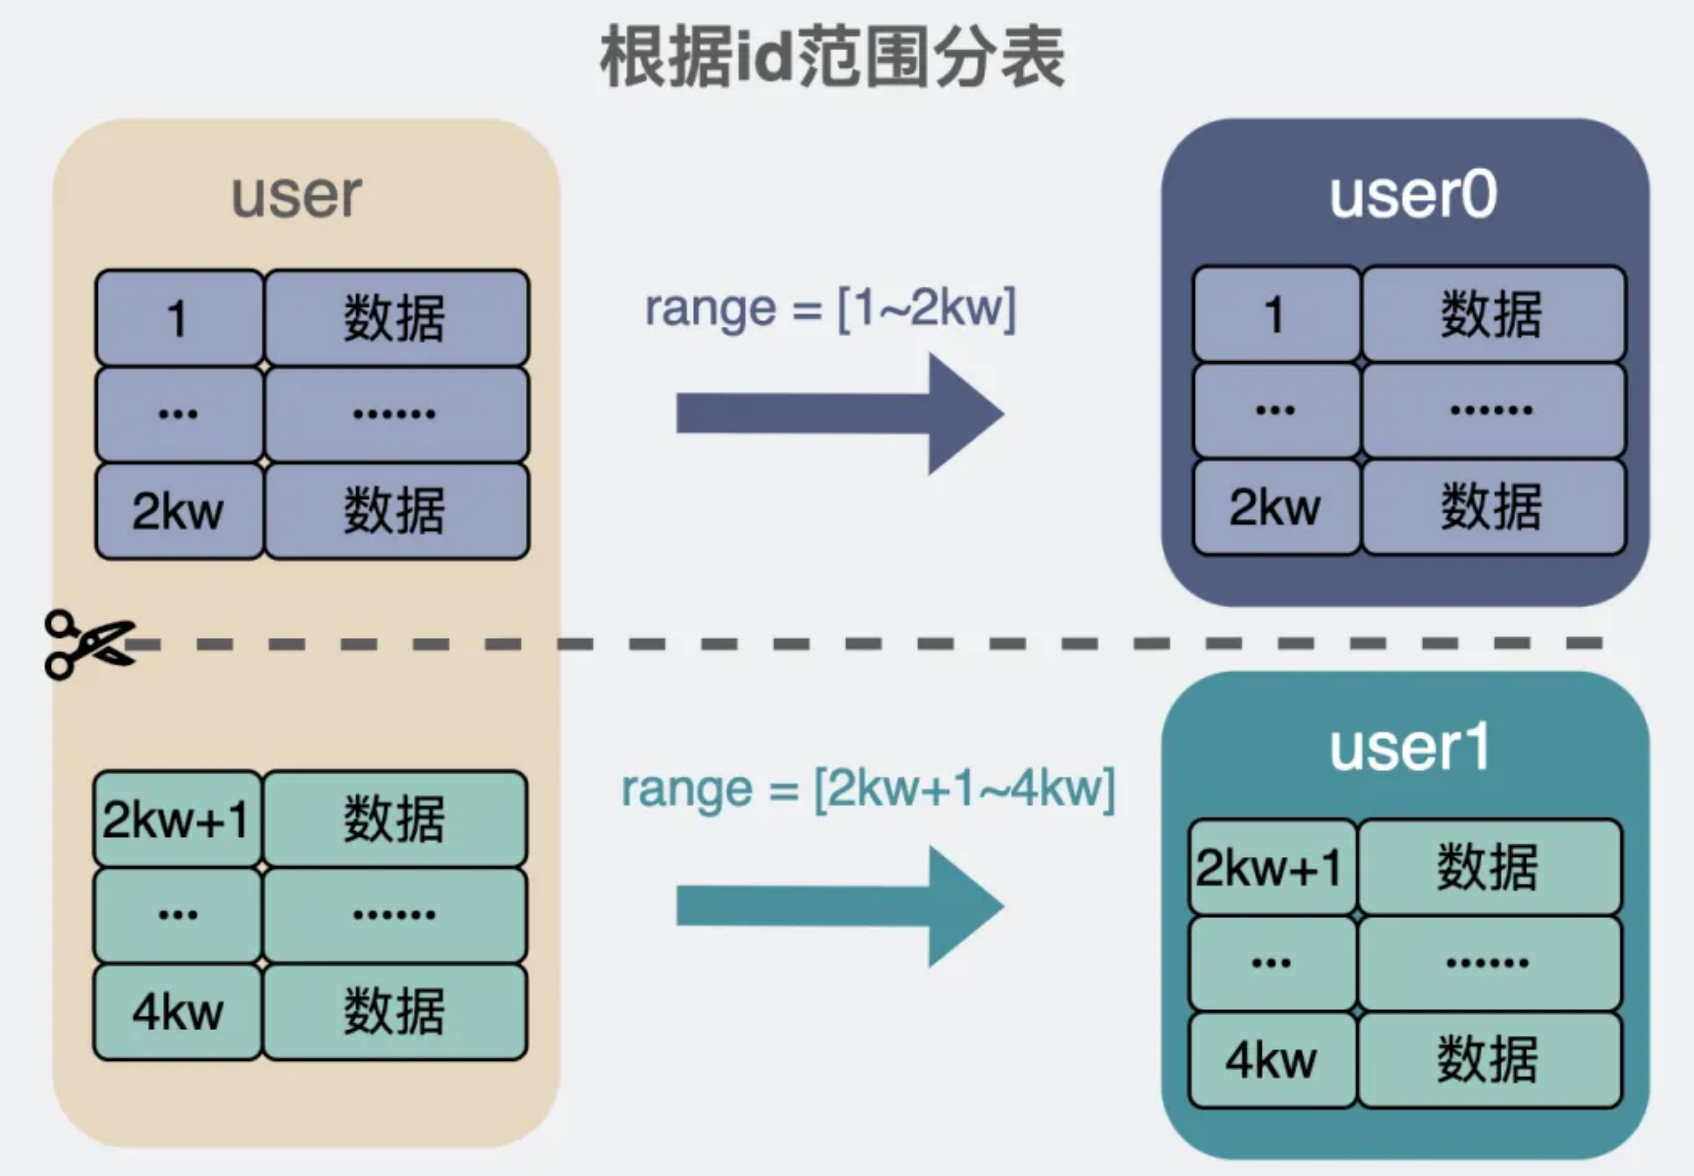 根据id范围分表
user
1 数据
... ......
2kw 数据
range = [1~2kw]
user0
1 数据
... ......
2kw 数据
2kw+1 数据
... ......
4kw 数据
range = [2kw+1~4kw]
user1
2kw+1 数据
... ......
4kw 数据